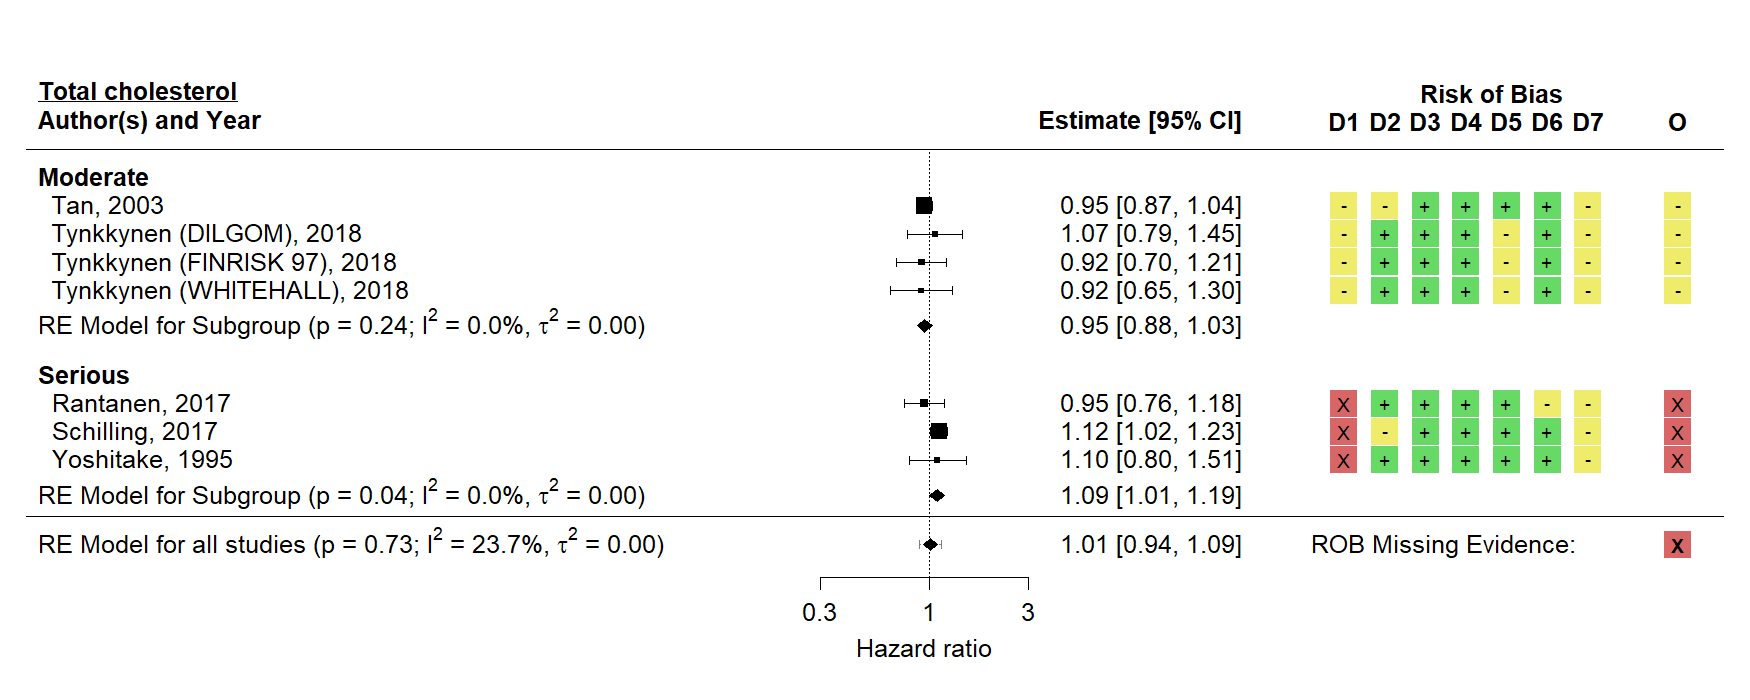 Total cholesterol
Risk of Bias
Author(s) and Year Estimate [95% CI] D1 D2 D3 D4 D5 D6 D7 O
Moderate
Tan, 2003 0.95 [0.87, 1.04] - - + + + + - -
Tynkkynen (DILGOM), 2018 1.07 [0.79, 1.45] - + + + - + - -
Tynkkynen (FINRISK 97), 2018 0.92 [0.70, 1.21] - + + + - + - -
Tynkkynen (WHITEHALL), 2018 0.92 [0.65, 1.30] - + + + - + - -
RE Model for Subgroup (p = 0.24; I² = 0.0%, τ² = 0.00) 0.95 [0.88, 1.03]
Serious
Rantanen, 2017 0.95 [0.76, 1.18] X + + + + - - X
Schilling, 2017 1.12 [1.02, 1.23] X - + + + + - X
Yoshitake, 1995 1.10 [0.80, 1.51] X + + + + + - X
RE Model for Subgroup (p = 0.04; I² = 0.0%, τ² = 0.00) 1.09 [1.01, 1.19]
RE Model for all studies (p = 0.73; I² = 23.7%, τ² = 0.00) 1.01 [0.94, 1.09] ROB Missing Evidence: X
0.3 1 3
Hazard ratio